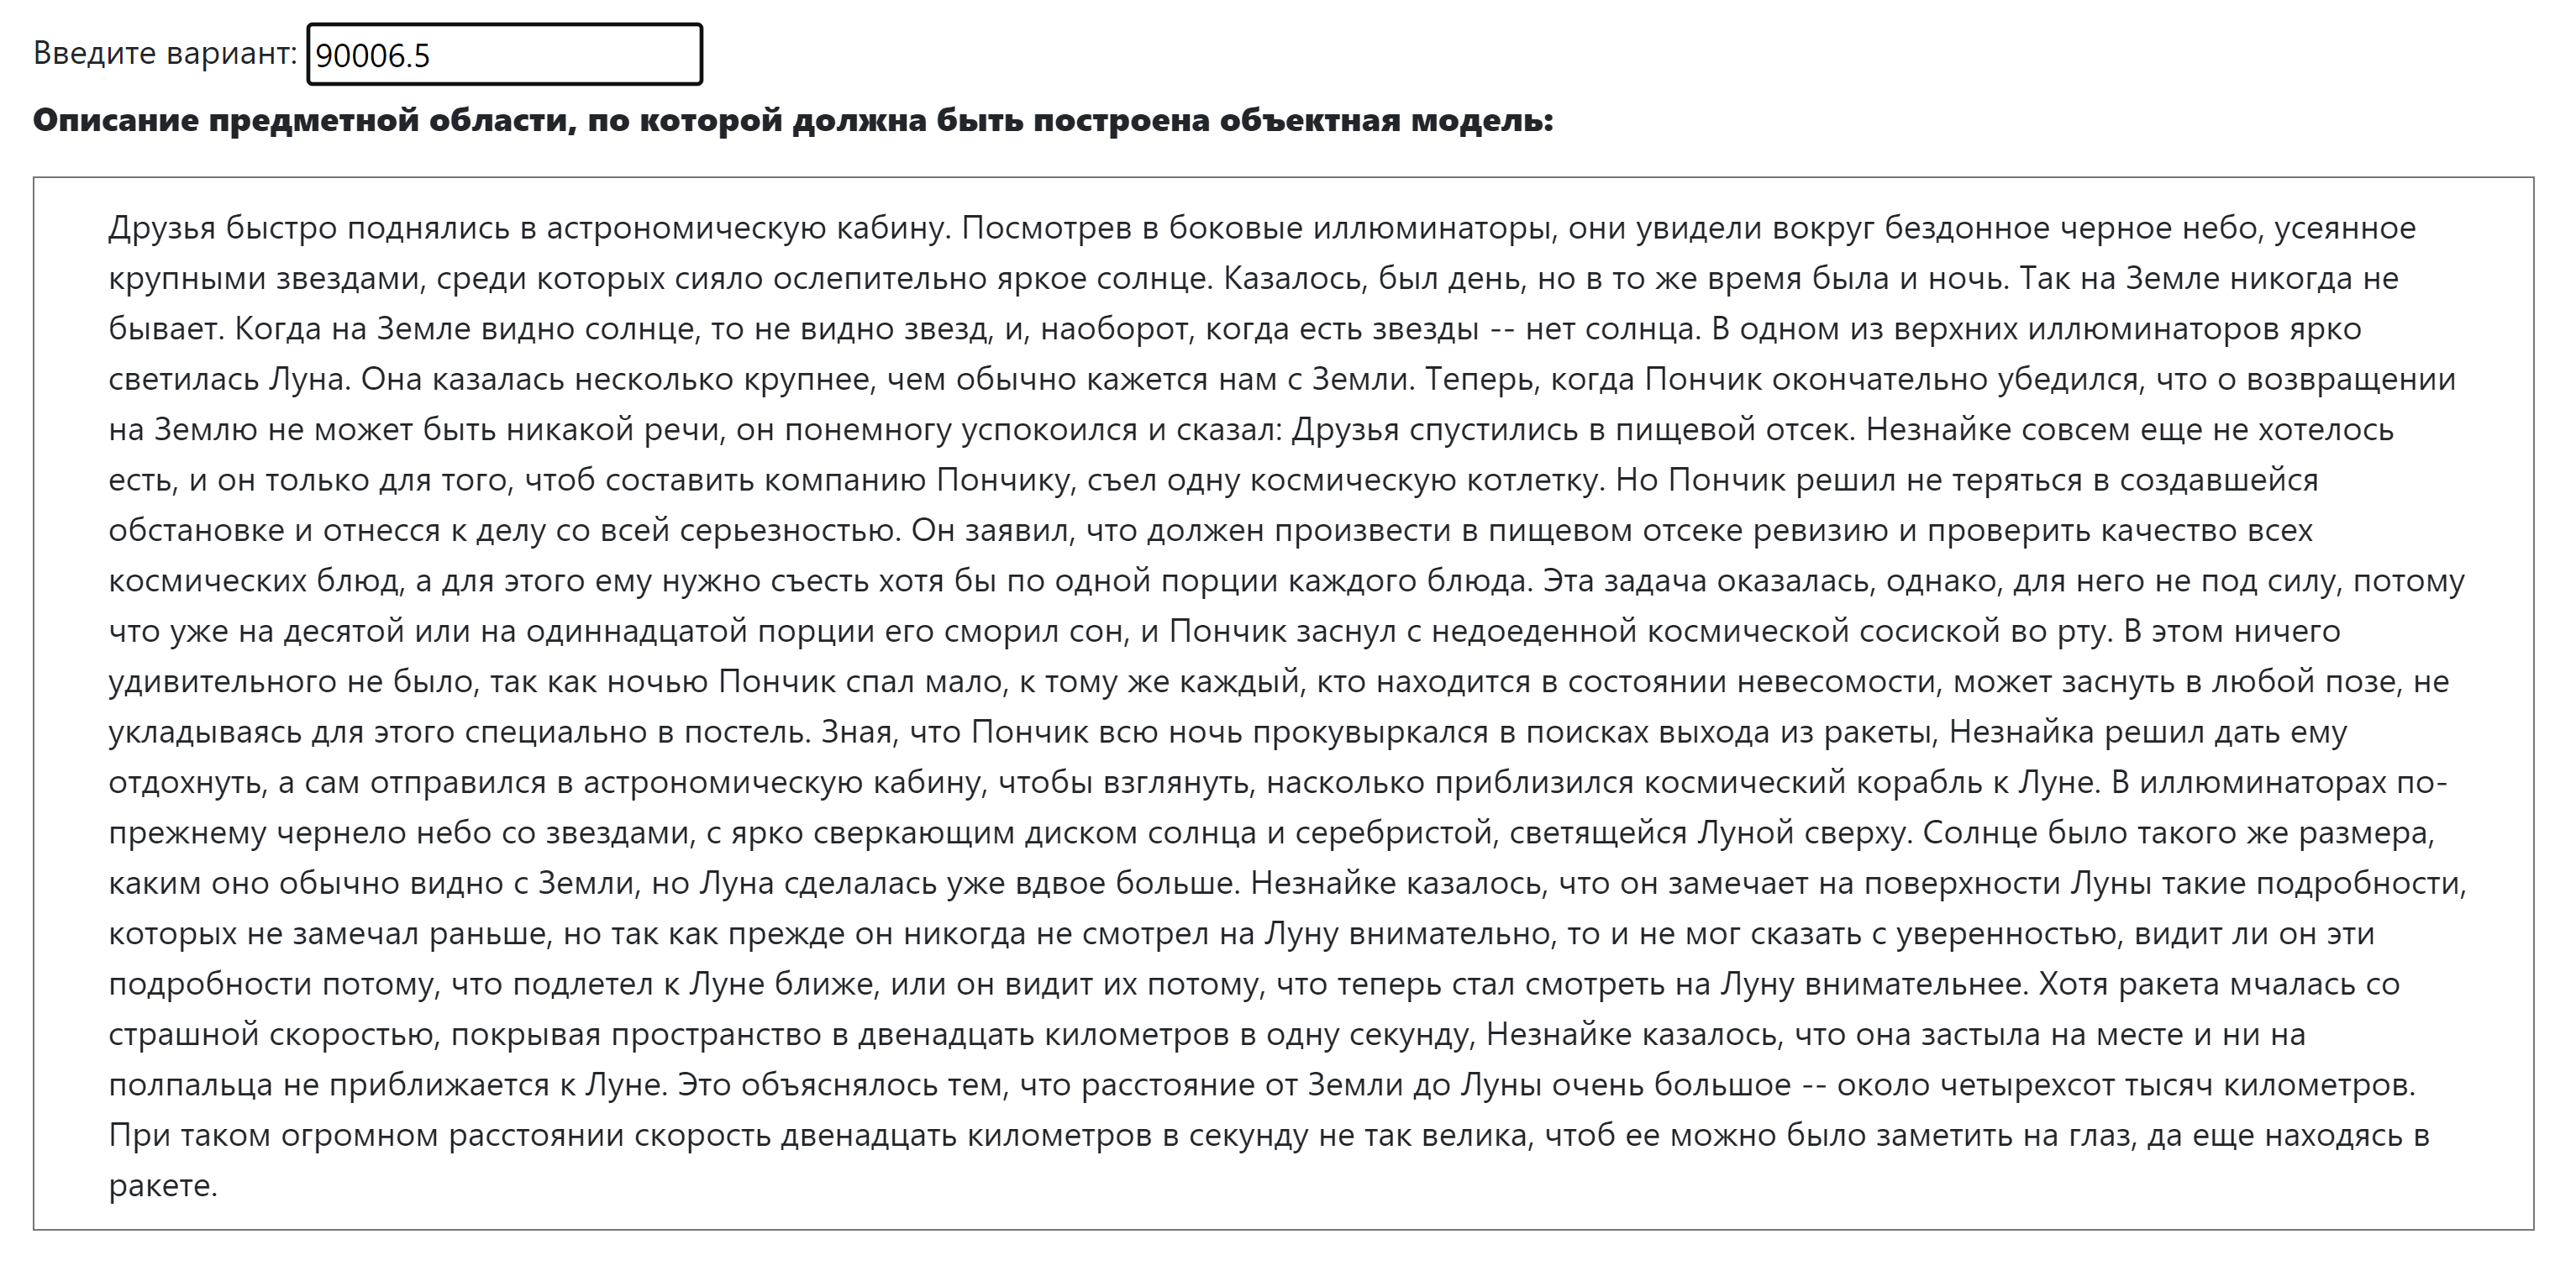 Введите вариант: 90006.5
Описание предметной области, по которой должна быть построена объектная модель:
Друзья быстро поднялись в астрономическую кабину. Посмотрев в боковые иллюминаторы, они увидели вокруг бездонное черное небо, усеянное
крупными звездами, среди которых сияло ослепительно яркое солнце. Казалось, был день, но в то же время была и ночь. Так на Земле никогда не
бывает. Когда на Земле видно солнце, то не видно звезд, и, наоборот, когда есть звезды -- нет солнца. В одном из верхних иллюминаторов ярко
светилась Луна. Она казалась несколько крупнее, чем обычно кажется нам с Земли. Теперь, когда Пончик окончательно убедился, что о возвращении
на Землю не может быть никакой речи, он понемногу успокоился и сказал: Друзья спустились в пищевой отсек. Незнайке совсем еще не хотелось
есть, и он только для того, чтоб составить компанию Пончику, съел одну космическую котлетку. Но Пончик решил не теряться в создавшейся
обстановке и отнесся к делу со всей серьезностью. Он заявил, что должен произвести в пищевом отсеке ревизию и проверить качество всех
космических блюд, а для этого ему нужно съесть хотя бы по одной порции каждого блюда. Эта задача оказалась, однако, для него не под силу, потому
что уже на десятой или на одиннадцатой порции его сморил сон, и Пончик заснул с недоеденной космической сосиской во рту. В этом ничего
удивительного не было, так как ночью Пончик спал мало, к тому же каждый, кто находится в состоянии невесомости, может заснуть в любой позе, не
укладываясь для этого специально в постель. Зная, что Пончик всю ночь прокувыркался в поисках выхода из ракеты, Незнайка решил дать ему
отдохнуть, а сам отправился в астрономическую кабину, чтобы взглянуть, насколько приблизился космический корабль к Луне. В иллюминаторах по-
прежнему чернело небо со звездами, с ярко сверкающим диском солнца и серебристой, светящейся Луной сверху. Солнце было такого же размера,
каким оно обычно видно с Земли, но Луна сделалась уже вдвое больше. Незнайке казалось, что он замечает на поверхности Луны такие подробности,
которых не замечал раньше, но так как прежде он никогда не смотрел на Луну внимательно, то и не мог сказать с уверенностью, видит ли он эти
подробности потому, что подлетел к Луне ближе, или он видит их потому, что теперь стал смотреть на Луну внимательнее. Хотя ракета мчалась со
страшной скоростью, покрывая пространство в двенадцать километров в одну секунду, Незнайке казалось, что она застыла на месте и ни на
полпальца не приближается к Луне. Это объяснялось тем, что расстояние от Земли до Луны очень большое -- около четырехсот тысяч километров.
При таком огромном расстоянии скорость двенадцать километров в секунду не так велика, чтоб ее можно было заметить на глаз, да еще находясь в
ракете.